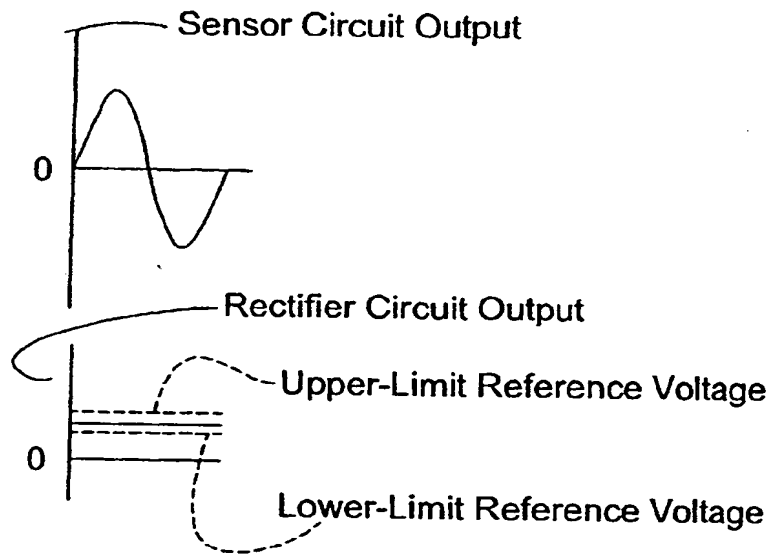 Sensor Circuit Output
0
Rectifier Circuit Output
Upper-Limit Reference Voltage
0
Lower-Limit Reference Voltage